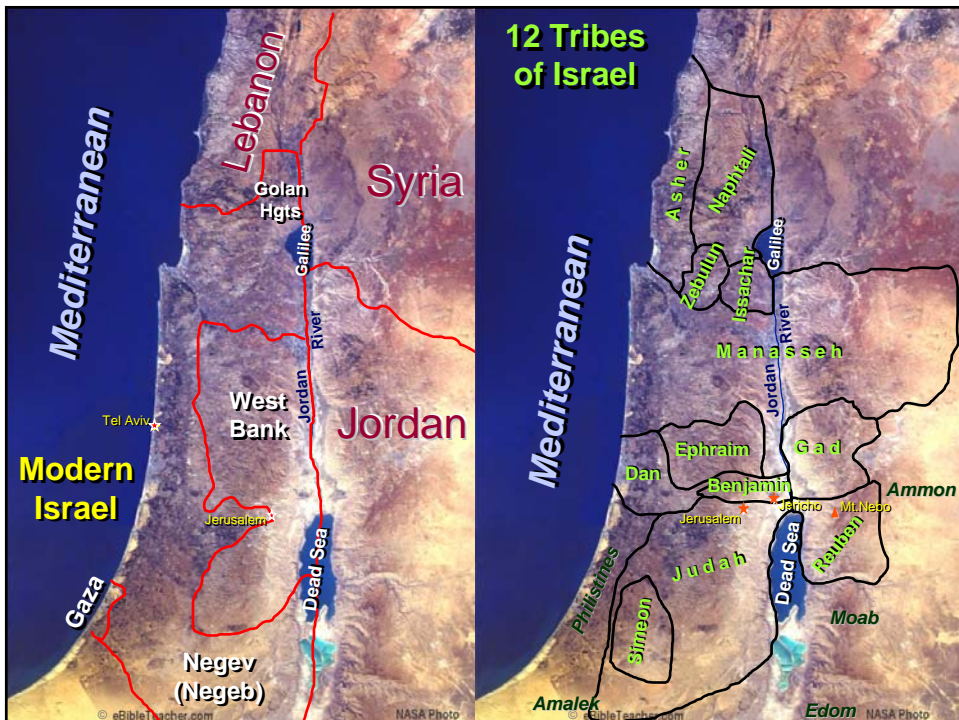 Mediterranean
Lebanon
Syria
Golan
Hgts
Galilee
River
Jordan
West
Bank
Jordan
Tel Aviv
Modern
Israel
Jerusalem
Dead Sea
Gaza
Negev
(Negeb)
© eBibleTeacher.com
NASA Photo
12 Tribes
of Israel
Mediterranean
Asher
Naphtali
Galilee
Zebulun
Issachar
River
Manasseh
Jordan
Ephraim
Gad
Dan
Benjamin
Ammon
Jericho
Mt.Nebo
Jerusalem
Reuben
Judah
Dead Sea
Philistines
Moab
Simeon
Amalek
Edom
© eBibleTeacher.com
NASA Photo